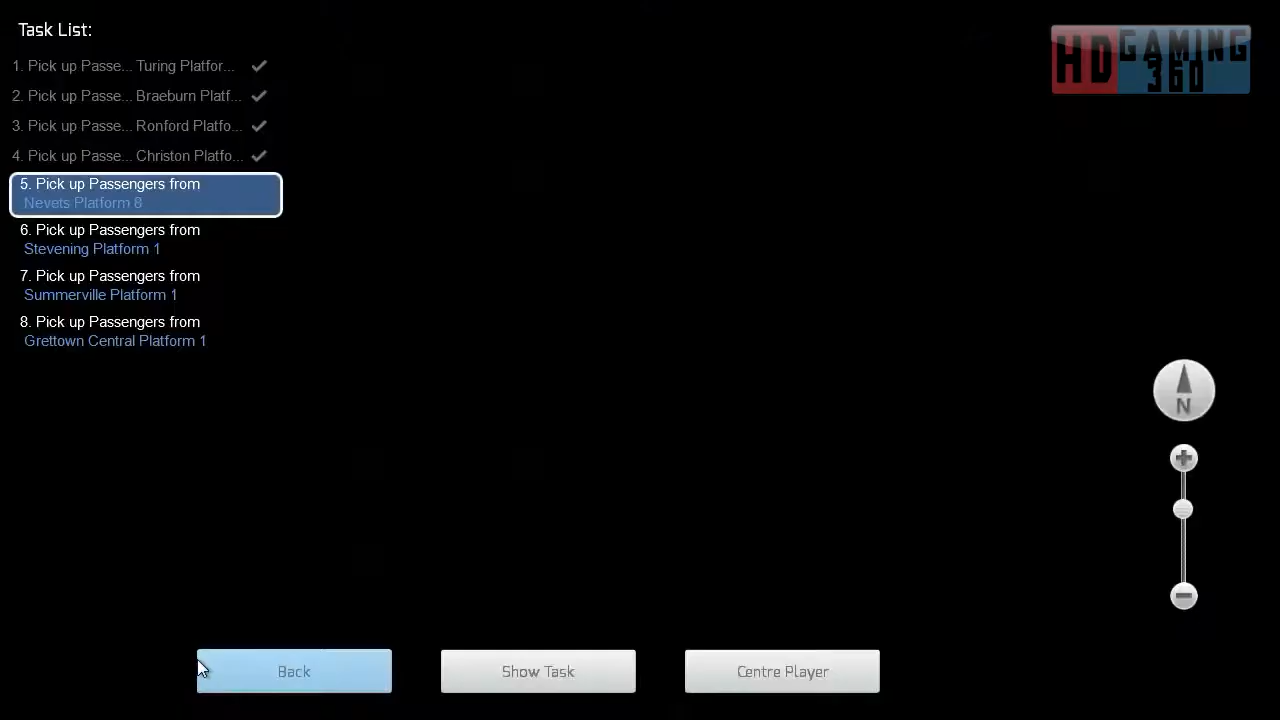 Task List:
1. Pick up Passe... Turing Platfor...
2. Pick up Passe... Braeburn Platf...
3. Pick up Passe... Ronford Platfo...
4. Pick up Passe... Christon Platfo...
5. Pick up Passengers from
Nevets Platform 8
6. Pick up Passengers from
Stevening Platform 1
7. Pick up Passengers from
Summerville Platform 1
8. Pick up Passengers from
Grettown Central Platform 1
HD GAMING
360
N
Back
Show Task
Centre Player